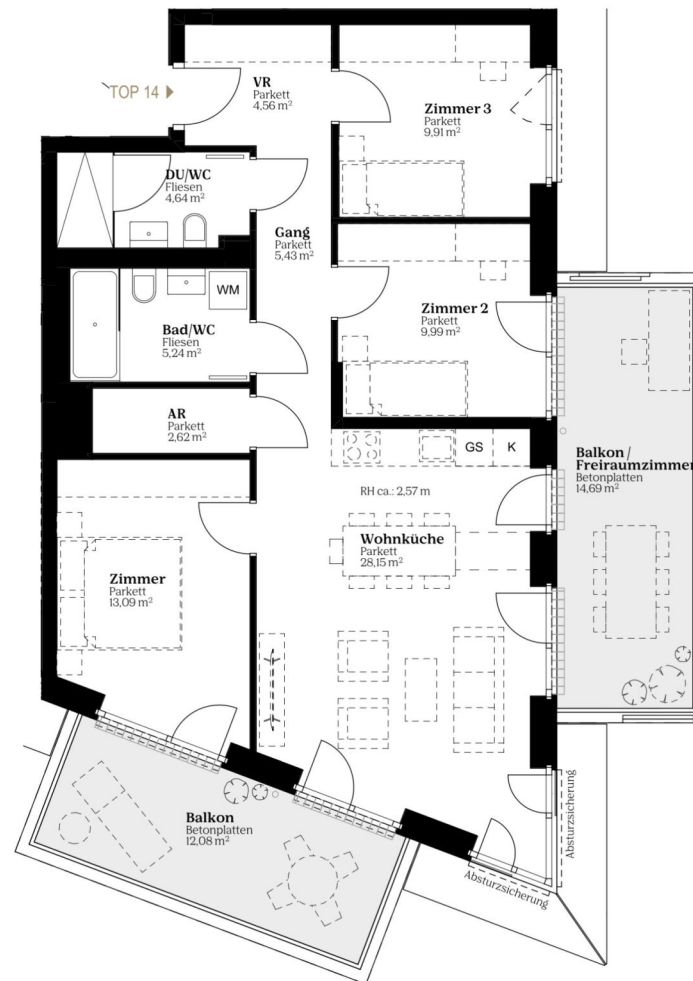 TOP 14
VR
Parkett
4,56 m²
Zimmer 3
Parkett
9,91 m²
DU/WC
Fliesen
4,64 m²
Gang
Parkett
5,43 m²
WM
Bad/WC
Fliesen
5,24 m²
Zimmer 2
Parkett
9,99 m²
AR
Parkett
2,62 m²
GS
K
RH ca.: 2,57 m
Balkon /
Freiraumzimmer
Betonplatten
14,69 m²
Wohnküche
Parkett
28,15 m²
Zimmer
Parkett
13,09 m²
Balkon
Betonplatten
12,08 m²
Absturzsicherung
Absturzsicherung